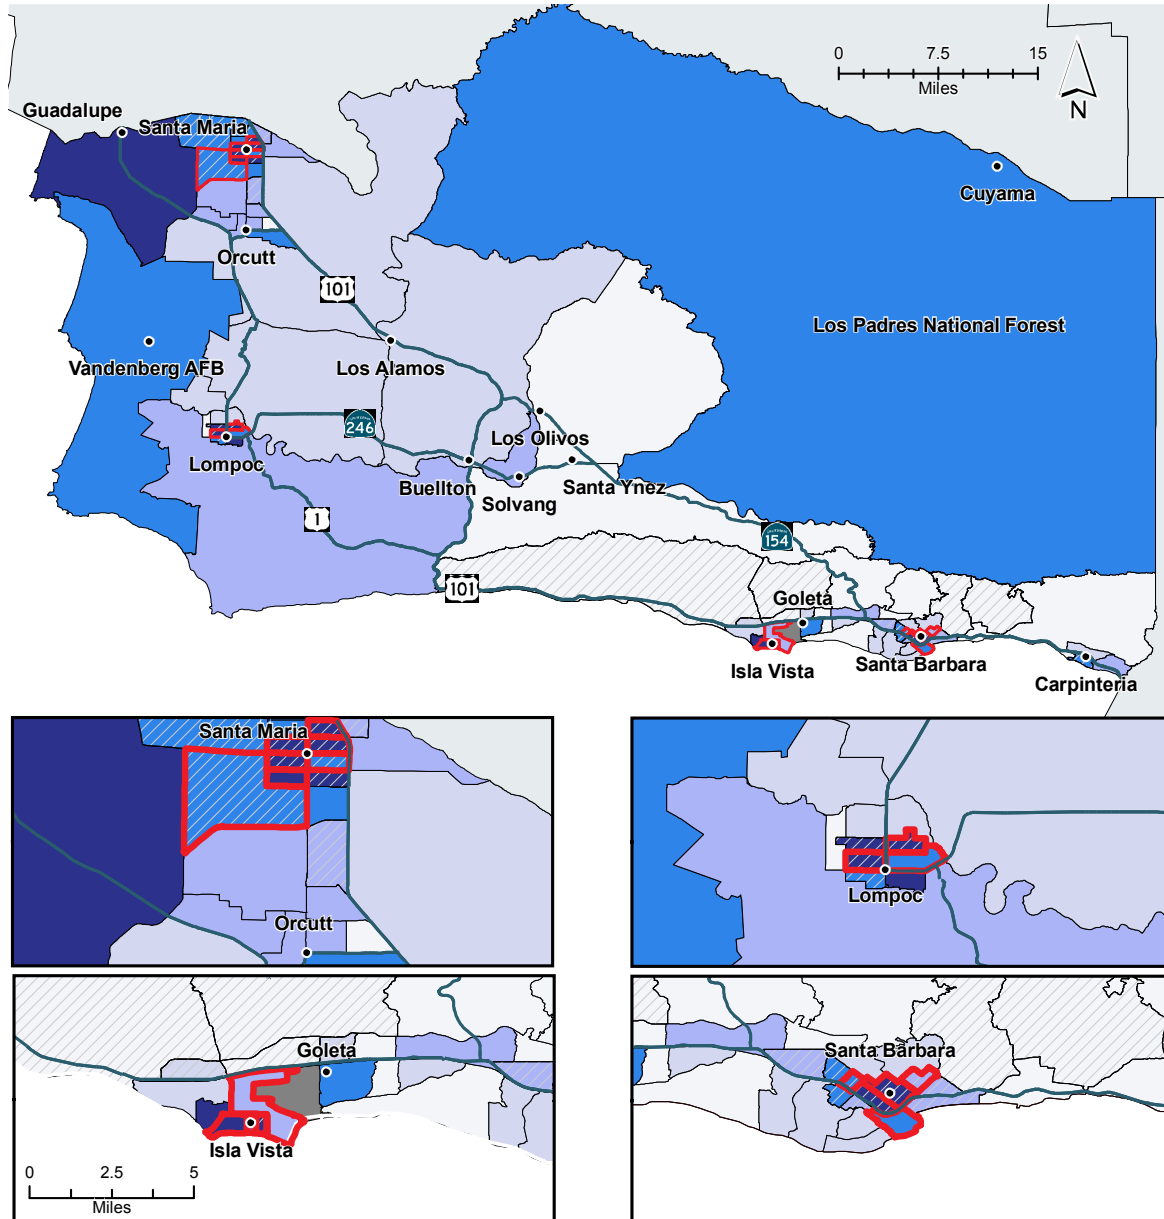 0 7.5 15
Miles
N
Guadalupe
Santa Maria
Cuyama
Orcutt
101
Los Padres National Forest
Vandenberg AFB
Los Alamos
246
Los Olivos
Lompoc
Buellton
Santa Ynez
Solvang
1
154
101
Goleta
Isla Vista
Santa Barbara
Carpinteria
Santa Maria
Orcutt
Lompoc
Goleta
Isla Vista
0 2.5 5
Miles
Santa Barbara